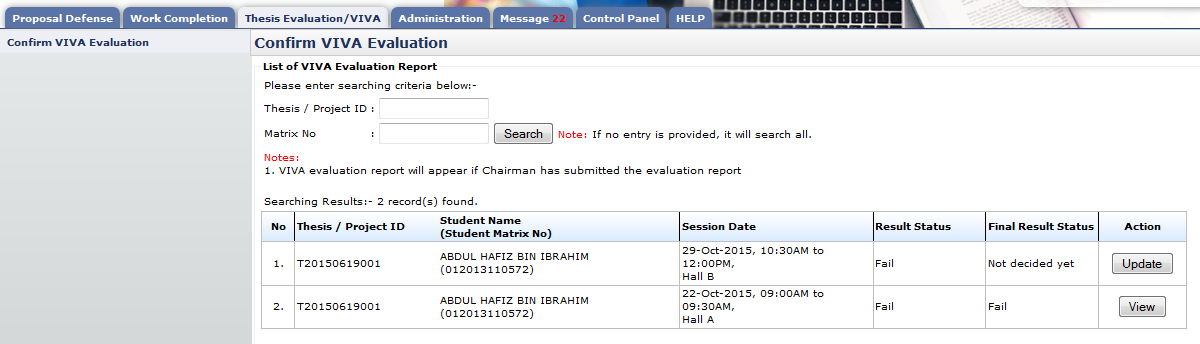 Proposal Defense Work Completion Thesis Evaluation/VIVA Administration Message 22 Control Panel HELP
Confirm VIVA Evaluation
Confirm VIVA Evaluation
List of VIVA Evaluation Report
Please enter searching criteria below:-
Thesis / Project ID :
Matrix No : Search Note: If no entry is provided, it will search all.
Notes:
1. VIVA evaluation report will appear if Chairman has submitted the evaluation report
Searching Results:- 2 record(s) found.
No Thesis / Project ID Student Name (Student Matrix No) Session Date Result Status Final Result Status Action
1. T20150619001 ABDUL HAFIZ BIN IBRAHIM (012013110572) 29-Oct-2015, 10:30AM to 12:00PM, Hall B Fail Not decided yet Update
2. T20150619001 ABDUL HAFIZ BIN IBRAHIM (012013110572) 22-Oct-2015, 09:00AM to 09:30AM, Hall A Fail Fail View